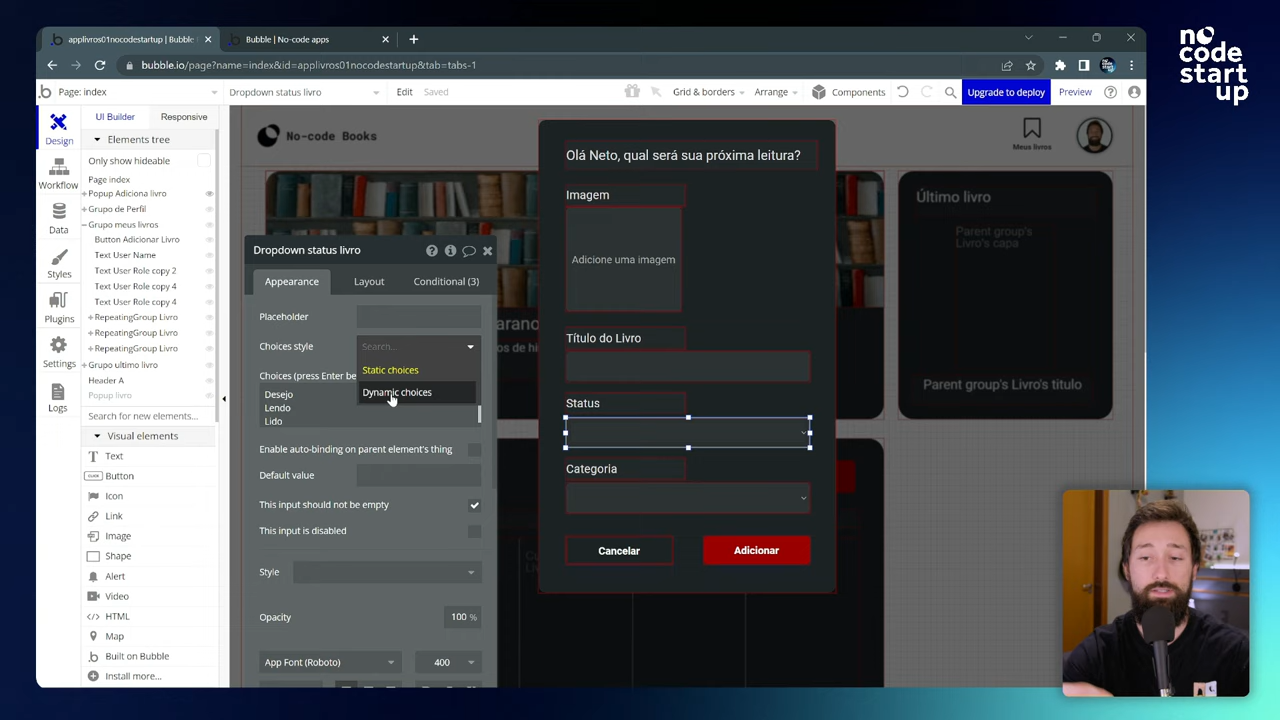 no
code
start
up
applivros01nocodestartup | Bubble
Bubble | No-code apps
bubble.io/page?name=index&id=applivros01nocodestartup&tab=tabs-1
Page: index
Dropdown status livro
Edit
Saved
Grid & borders
Arrange
Components
Upgrade to deploy
Preview
Design
Workflow
Data
Styles
Plugins
Settings
Logs
UI Builder
Responsive
Elements tree
Only show hideable
Page index
Popup Adiciona livro
Grupo de Perfil
Grupo meus livros
Button Adicionar Livro
Text User Name
Text User Role copy 2
Text User Role copy 4
Text User Role copy 4
RepeatingGroup Livro
RepeatingGroup Livro
RepeatingGroup Livro
Grupo ultimo livro
Header A
Popup livro
Search for new elements...
Visual elements
Text
Button
CLICK
Icon
Link
Image
Shape
Alert
Video
HTML
Map
Built on Bubble
Install more...
Dropdown status livro
Appearance
Layout
Conditional (3)
Placeholder
Choices style
Search...
Static choices
Dynamic choices
Choices (press Enter be
Desejo
Lendo
Lido
Enable auto-binding on parent element's thing
Default value
This input should not be empty
This input is disabled
Style
Opacity
100 %
App Font (Roboto)
400
No-code Books
Meus livros
Olá Neto, qual será sua próxima leitura?
Imagem
Adicione uma imagem
Título do Livro
Status
Categoria
Cancelar
Adicionar
Último livro
Parent group's
Livro's capa
Parent group's Livro's título